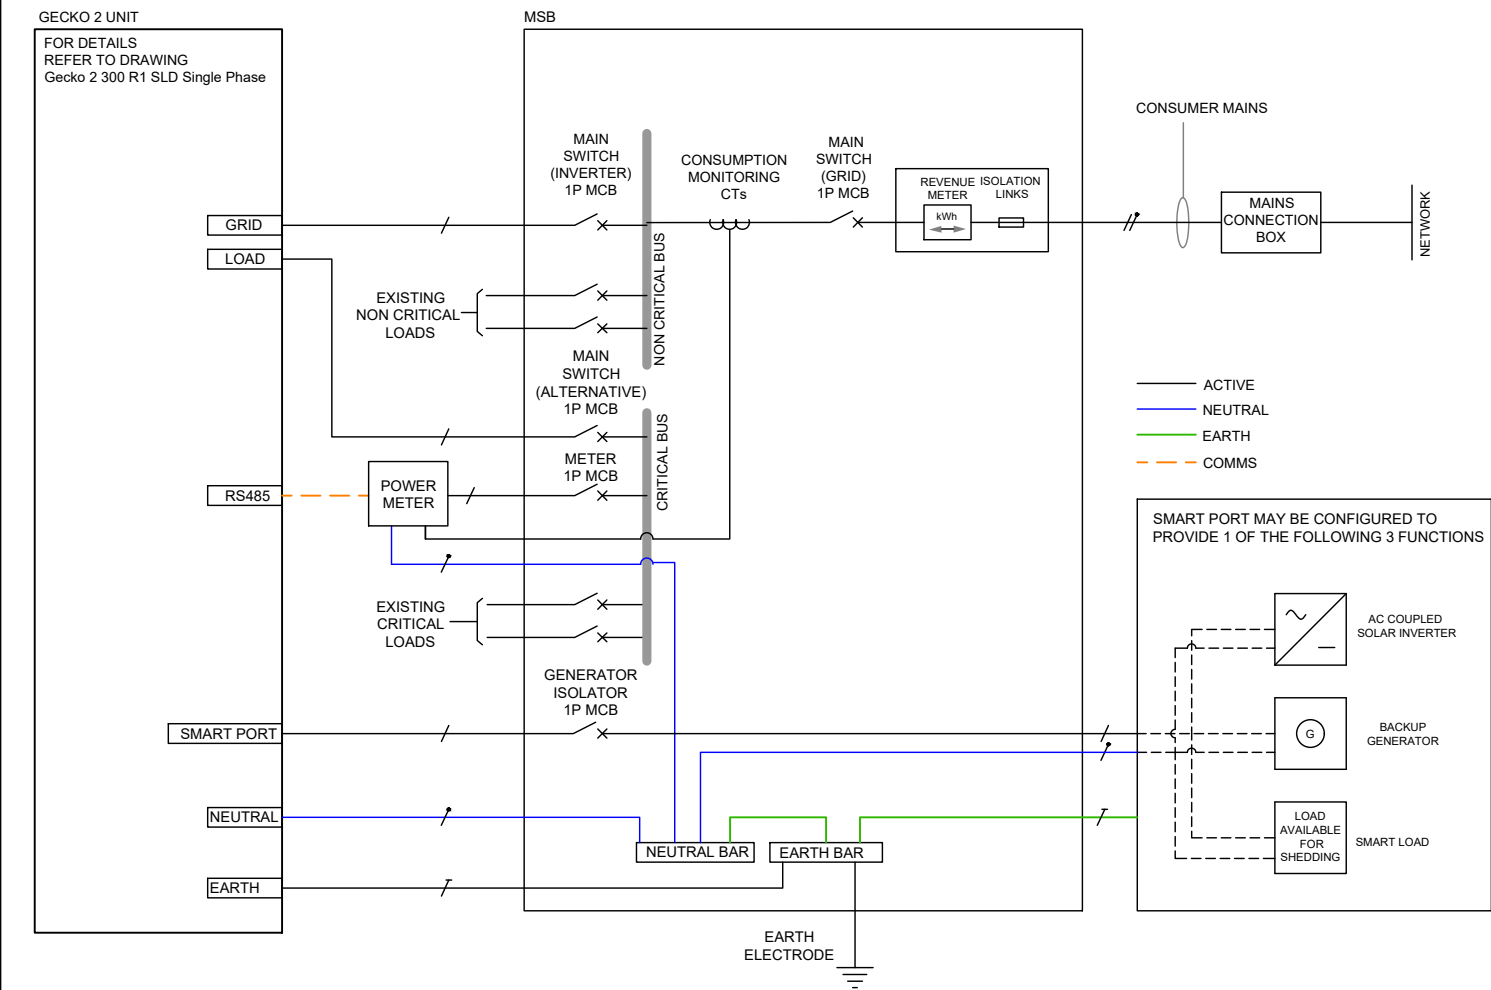 GECKO 2 UNIT
FOR DETAILS
REFER TO DRAWING
Gecko 2 300 R1 SLD Single Phase
GRID
LOAD
RS485
SMART PORT
NEUTRAL
EARTH
MSB
MAIN
SWITCH
(INVERTER)
1P MCB
CONSUMPTION
MONITORING
CTs
MAIN
SWITCH
(GRID)
1P MCB
REVENUE
METER
kWh
ISOLATION
LINKS
CONSUMER MAINS
MAINS
CONNECTION
BOX
NETWORK
NON CRITICAL BUS
EXISTING
NON CRITICAL
LOADS
MAIN
SWITCH
(ALTERNATIVE)
1P MCB
CRITICAL BUS
METER
1P MCB
POWER
METER
EXISTING
CRITICAL
LOADS
GENERATOR
ISOLATOR
1P MCB
NEUTRAL BAR
EARTH BAR
EARTH
ELECTRODE
ACTIVE
NEUTRAL
EARTH
COMMS
SMART PORT MAY BE CONFIGURED TO
PROVIDE 1 OF THE FOLLOWING 3 FUNCTIONS
AC COUPLED
SOLAR INVERTER
G
BACKUP
GENERATOR
LOAD
AVAILABLE
FOR
SHEDDING
SMART LOAD